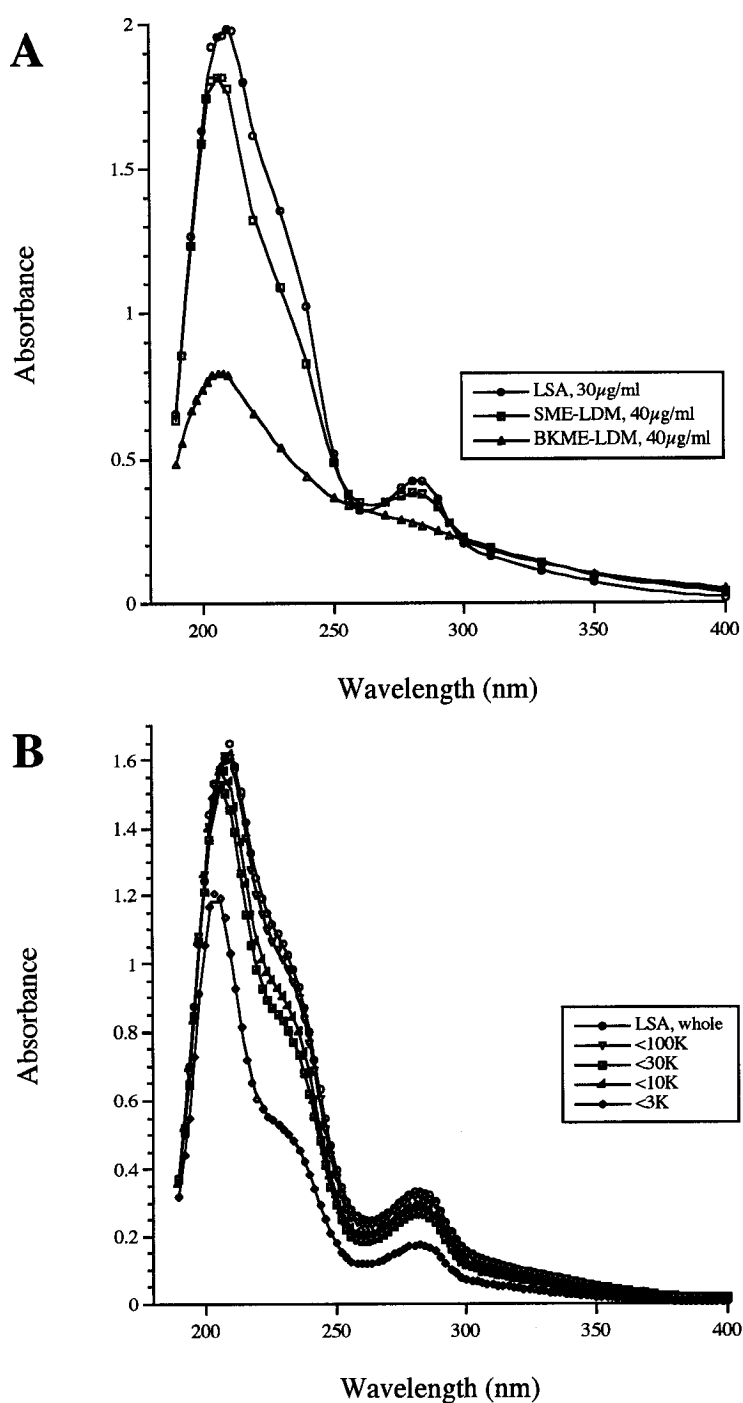 A
2
1.5
1
0.5
0
Absorbance
LSA, 30µg/ml
SME-LDM, 40µg/ml
BKME-LDM, 40µg/ml
200 250 300 350 400
Wavelength (nm)
B
1.6
1.4
1.2
1
0.8
0.6
0.4
0.2
0
Absorbance
LSA, whole
<100K
<30K
<10K
<3K
200 250 300 350 400
Wavelength (nm)